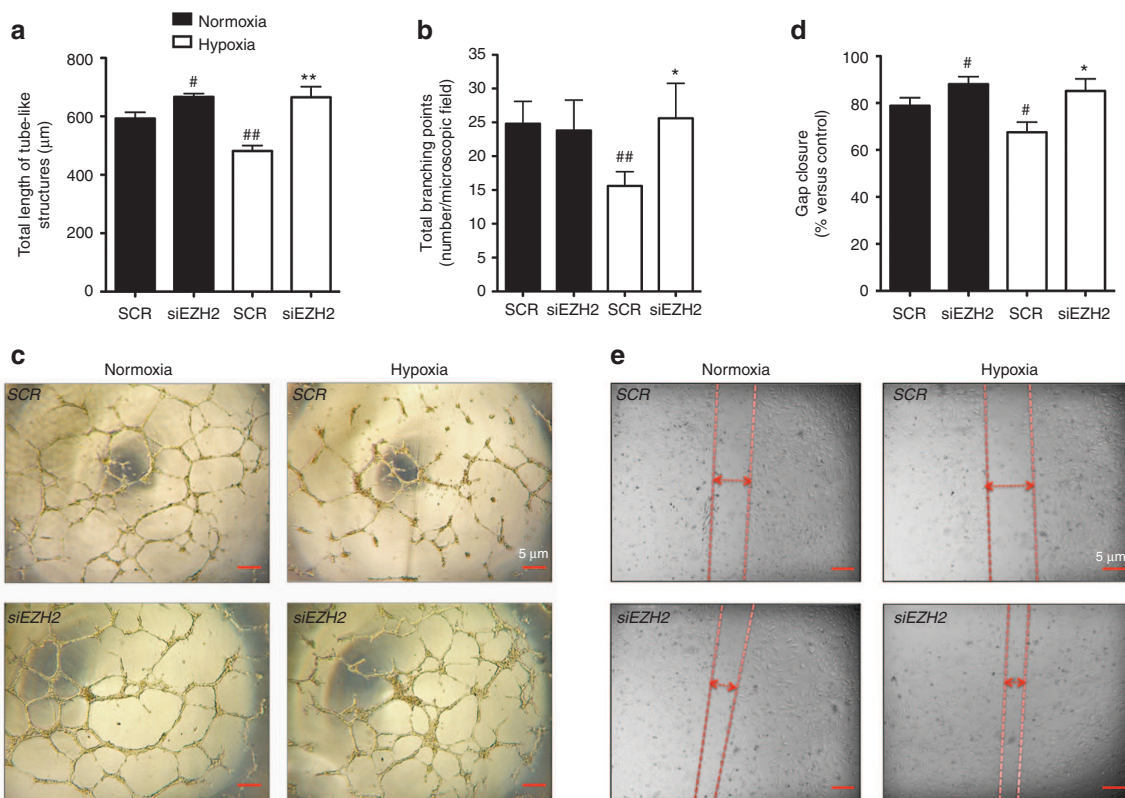 a
Normoxia
Hypoxia
Total length of tube-like
structures (μm)
800
600
400
200
0
#
##
**
SCR
siEZH2
SCR
siEZH2
b
Total branching points
(number/microscopic field)
35
30
25
20
15
10
5
0
##
*
SCR
siEZH2
SCR
siEZH2
d
Gap closure
(% versus control)
100
80
60
40
20
0
#
#
*
SCR
siEZH2
SCR
siEZH2
c
Normoxia
Hypoxia
SCR
SCR
5 μm
siEZH2
siEZH2
e
Normoxia
Hypoxia
SCR
SCR
5 μm
siEZH2
siEZH2